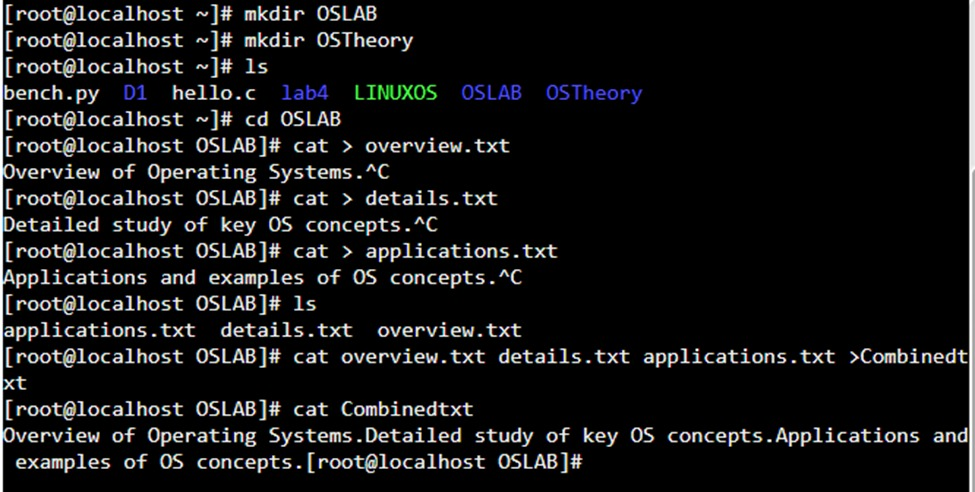 [root@localhost ~]# mkdir OSLAB
[root@localhost ~]# mkdir OSTheory
[root@localhost ~]# ls
bench.py  D1  hello.c  lab4  LINUXOS  OSLAB  OSTheory
[root@localhost ~]# cd OSLAB
[root@localhost OSLAB]# cat > overview.txt
Overview of Operating Systems.^C
[root@localhost OSLAB]# cat > details.txt
Detailed study of key OS concepts.^C
[root@localhost OSLAB]# cat > applications.txt
Applications and examples of OS concepts.^C
[root@localhost OSLAB]# ls
applications.txt  details.txt  overview.txt
[root@localhost OSLAB]# cat overview.txt details.txt applications.txt >Combinedt
xt
[root@localhost OSLAB]# cat Combinedtxt
Overview of Operating Systems.Detailed study of key OS concepts.Applications and
 examples of OS concepts.[root@localhost OSLAB]#